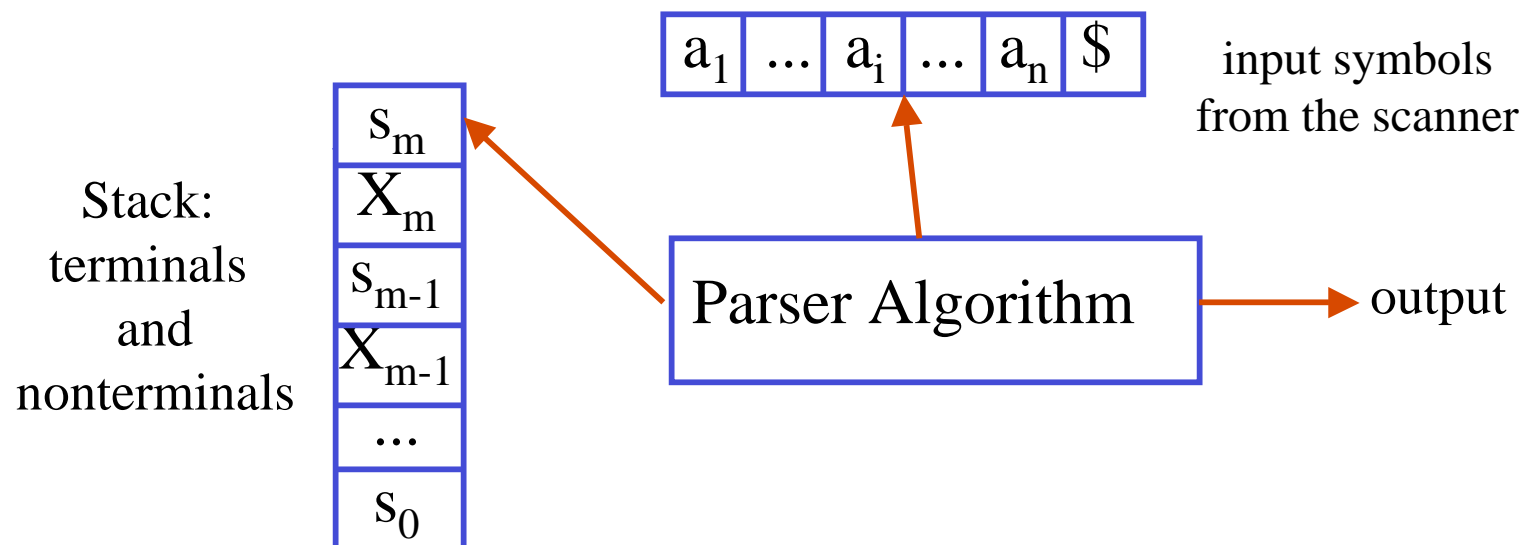 a₁ ... aᵢ ... aₙ $
input symbols
from the scanner
Stack:
terminals
and
nonterminals
sₘ
Xₘ
sₘ₋₁
Xₘ₋₁
...
s₀
Parser Algorithm
output